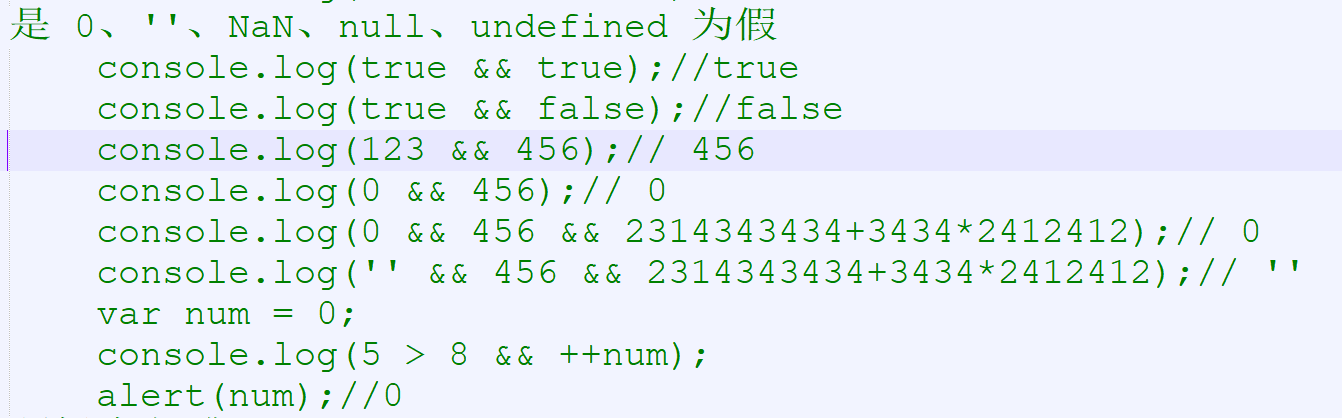 是 0、''、NaN、null、undefined 为假
console.log(true && true);//true
console.log(true && false);//false
console.log(123 && 456);// 456
console.log(0 && 456);// 0
console.log(0 && 456 && 2314343434+3434*2412412);// 0
console.log('' && 456 && 2314343434+3434*2412412);// ''
var num = 0;
console.log(5 > 8 && ++num);
alert(num);//0